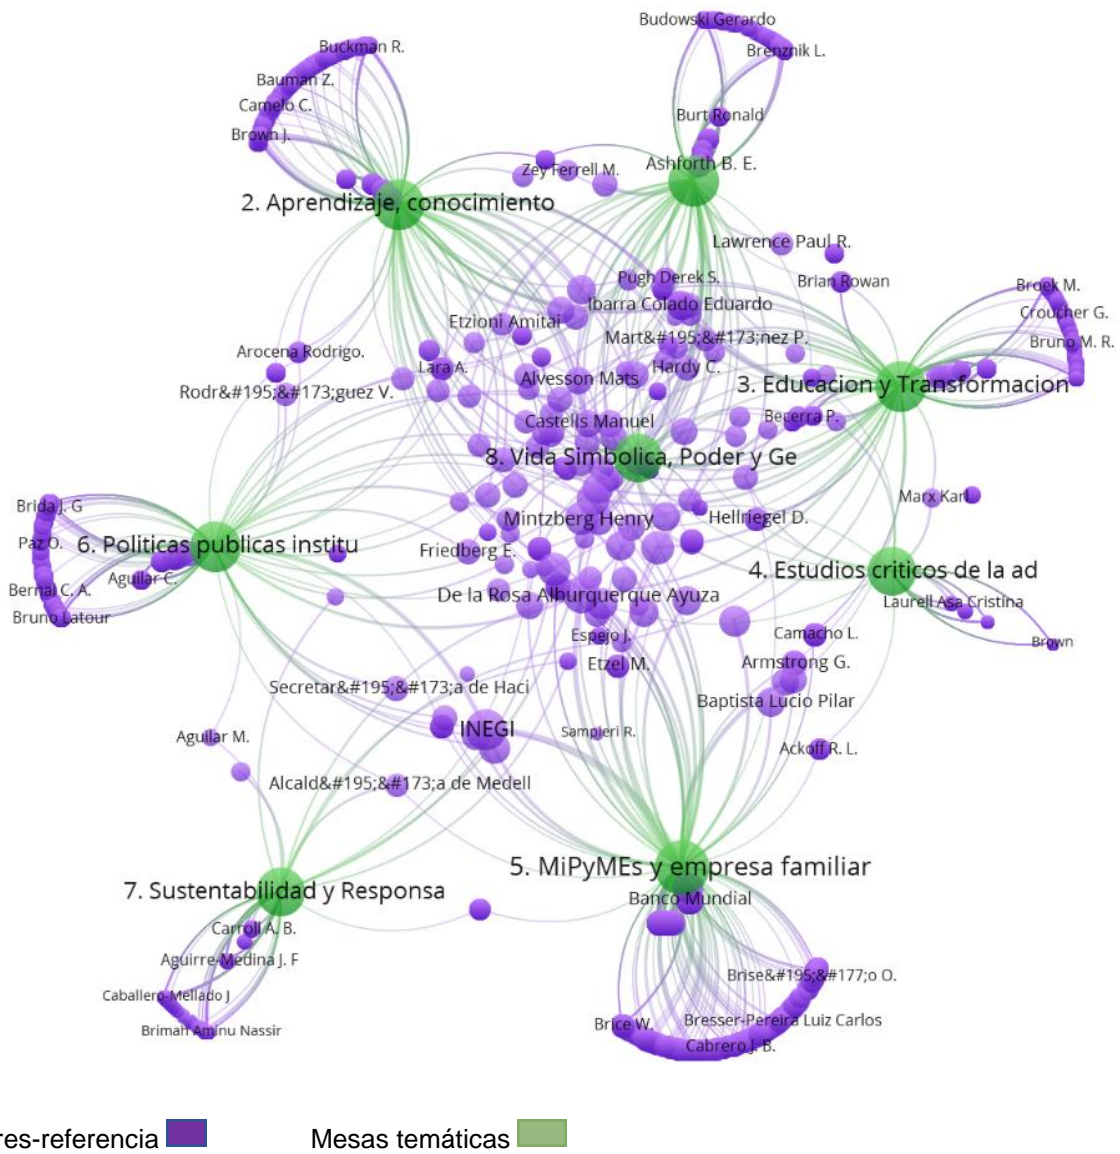 Budowski Gerardo
Buckman R.
Brenznik L.
Bauman Z.
Camelo C.
Burt Ronald
Brown J.
Ashforth B. E.
Zey Ferrell M.
2. Aprendizaje, conocimiento
Lawrence Paul R.
Pugh Derek S.
Brian Rowan
Broek M.
Ibarra Colado Eduardo
Croucher G.
Etzioni Amitai
Mart&#195;&#173;nez P.
Bruno M. R.
Arocena Rodrigo.
Lara A.
Hardy C.
Alvesson Mats
3. Educacion y Transformacion
Rodr&#195;&#173;guez V.
Becerra P.
Castells Manuel
8. Vida Simbolica, Poder y Ge
Marx Karl
Brida J. G
Mintzberg Henry
Hellriegel D.
Paz O.
6. Politicas publicas institu
Friedberg E.
4. Estudios criticos de la ad
Aguilar C.
Bernal C. A.
De la Rosa Alburquerque Ayuza
Laurell Asa Cristina
Bruno Latour
Espejo J.
Camacho L.
Brown
Etzel M.
Armstrong G.
Secretar&#195;&#173;a de Haci
Baptista Lucio Pilar
INEGI
Sampieri R.
Aguilar M.
Ackoff R. L.
Alcald&#195;&#173;a de Medell
5. MiPyMEs y empresa familiar
7. Sustentabilidad y Responsa
Banco Mundial
Carroll A. B.
Aguirre-Medina J. F
Brise&#195;&#177;o O.
Caballero-Mellado J
Brimah Aminu Nassir
Brice W.
Bresser-Pereira Luiz Carlos
Cabrero J. B.
res-referencia
Mesas temáticas